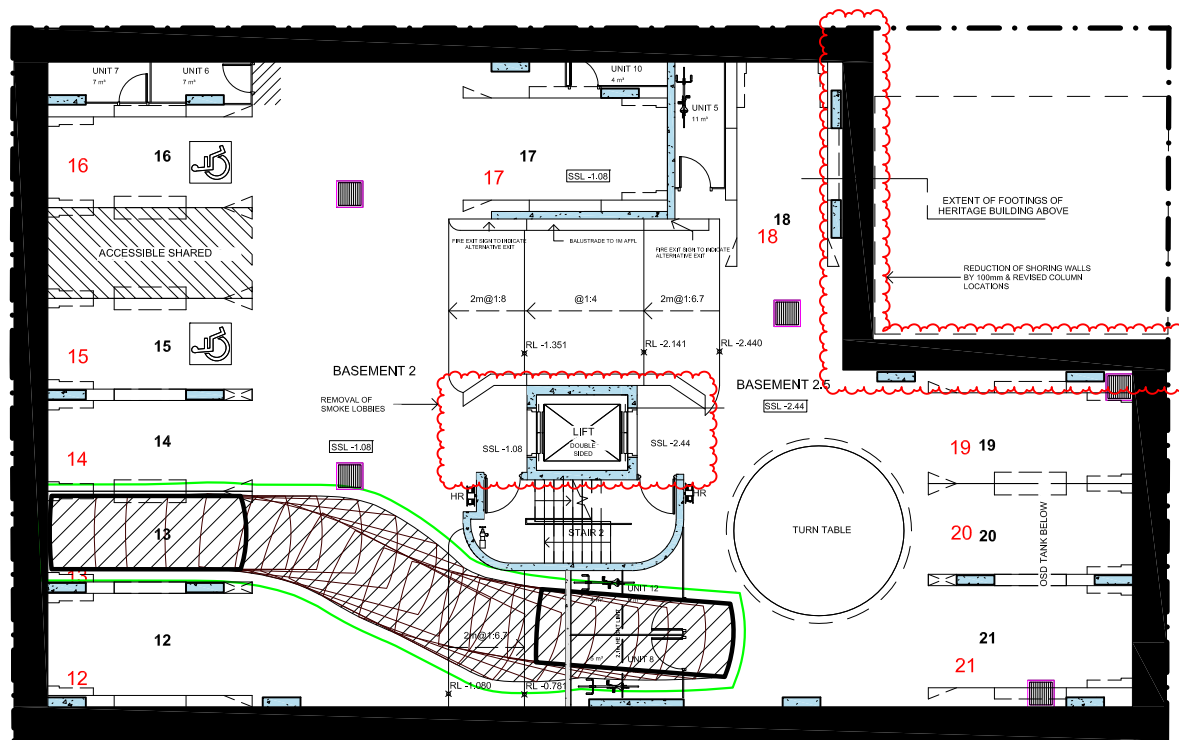 UNIT 7
7 m²
UNIT 6
7 m²
UNIT 10
4 m²
UNIT 5
11 m²
16
16
17
17
SSL -1.08
18
18
EXTENT OF FOOTINGS OF
HERITAGE BUILDING ABOVE
ACCESSIBLE SHARED
FIRE EXIT SIGN TO INDICATE
ALTERNATIVE EXIT
BALUSTRADE TO 1M AFFL
FIRE EXIT SIGN TO INDICATE
ALTERNATIVE EXIT
REDUCTION OF SHORING WALLS
BY 100mm & REVISED COLUMN
LOCATIONS
2m@1:8
@1:4
2m@1:6.7
15
15
RL -1.351
RL -2.141
RL -2.440
BASEMENT 2
BASEMENT 2.5
REMOVAL OF
SMOKE LOBBIES
SSL -2.44
LIFT
DOUBLE
SIDED
SSL -1.08
SSL -2.44
14
14
SSL -1.08
19
19
HR
HR
13
13
STAIR 2
TURN TABLE
20
20
OSD TANK BELOW
UNIT 12
12
12
2m@1:6.7
UNIT 8
21
21
RL -1.080
RL -0.781